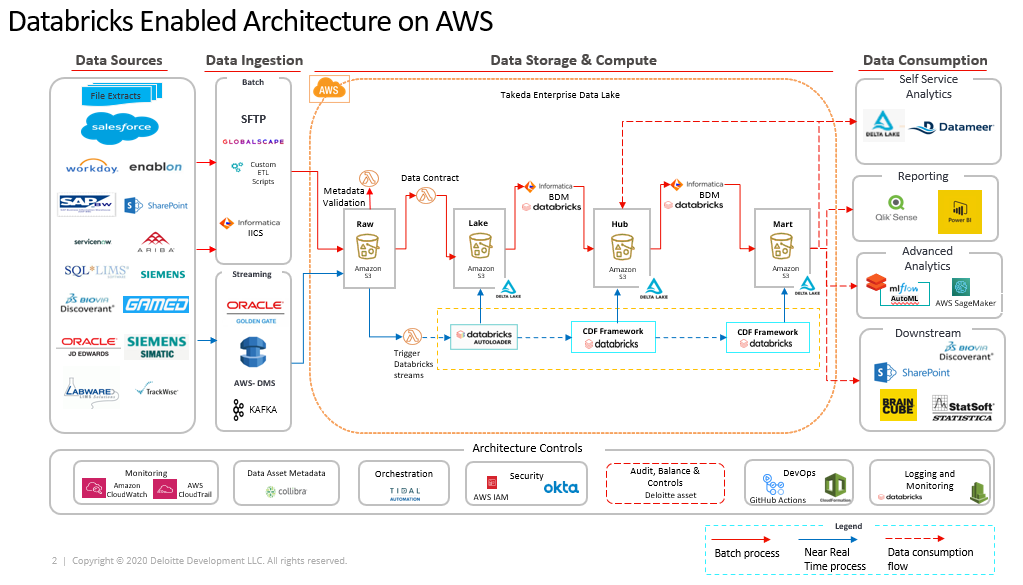 Databricks Enabled Architecture on AWS
Data Sources
Data Ingestion
Data Storage & Compute
Data Consumption
File Extracts
salesforce
workday.
enablon
SAP BW
SharePoint
servicenow
ARIBA
SQL*LIMS
SIEMENS
BIOVIA
Discoverant
GAMED
ORACLE
JD EDWARDS
SIEMENS
SIMATIC
LABWARE
TrackWise
Batch
SFTP
GLOBALSCAPE
Custom
ETL
Scripts
Informatica
IICS
Streaming
ORACLE
GOLDEN GATE
AWS- DMS
KAFKA
AWS
Takeda Enterprise Data Lake
Metadata
Validation
Data Contract
Raw
Amazon
S3
Lake
Amazon
S3
DELTA LAKE
Informatica
BDM
databricks
Hub
Amazon
S3
DELTA LAKE
Informatica
BDM
databricks
Mart
Amazon
S3
DELTA LAKE
Trigger
Databricks
streams
databricks
AUTOLOADER
CDF Framework
databricks
CDF Framework
databricks
Self Service
Analytics
DELTA LAKE
Datameer
Reporting
Qlik Sense
Power BI
Advanced
Analytics
mlflow
AutoML
AWS SageMaker
Downstream
BIOVIA
Discoverant
SharePoint
BRAIN
CUBE
StatSoft
STATISTICA
Architecture Controls
Monitoring
Amazon
CloudWatch
AWS
CloudTrail
Data Asset Metadata
collibra
Orchestration
TIDAL
AUTOMATION
Security
AWS IAM
okta
Audit, Balance &
Controls
Deloitte asset
DevOps
GitHub Actions
CloudFormation
Logging and
Monitoring
databricks
Legend
Batch process
Near Real
Time process
Data consumption
flow
2 | Copyright © 2020 Deloitte Development LLC. All rights reserved.